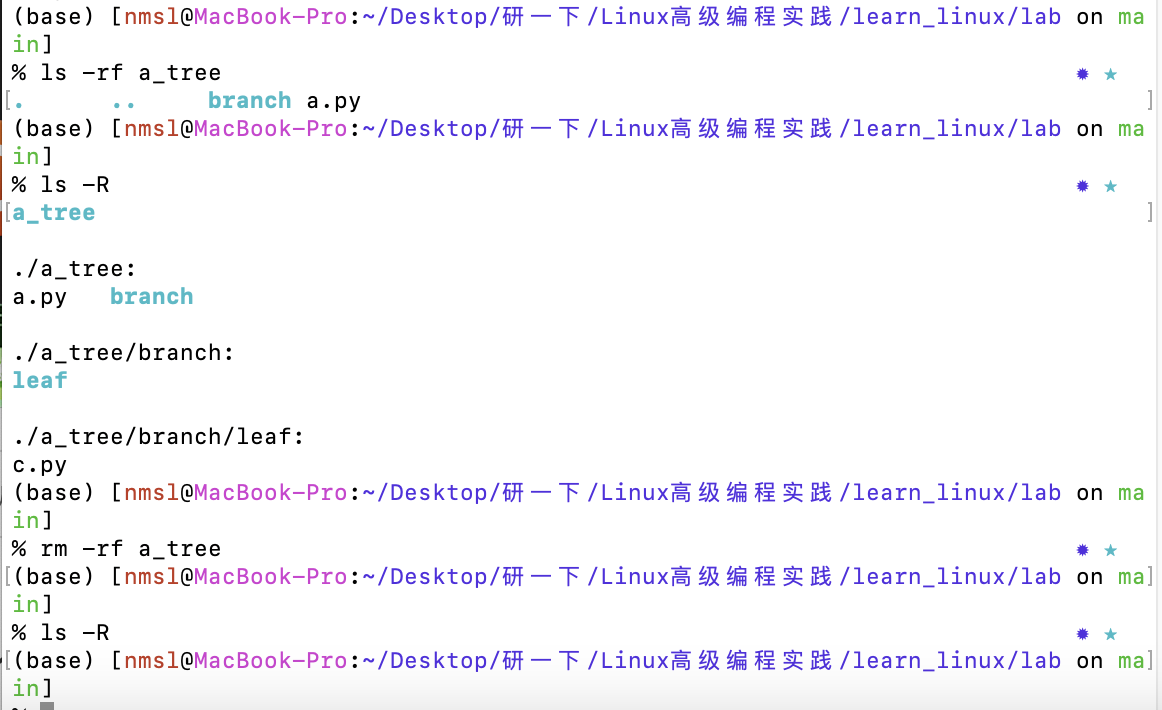 (base) [nmsl@MacBook-Pro:~/Desktop/研一下/Linux高级编程实践/learn_linux/lab on ma
in]
% ls -rf a_tree ✹ ★
[. .. branch a.py ]
(base) [nmsl@MacBook-Pro:~/Desktop/研一下/Linux高级编程实践/learn_linux/lab on ma
in]
% ls -R ✹ ★
[a_tree ]
./a_tree:
a.py branch
./a_tree/branch:
leaf
./a_tree/branch/leaf:
c.py
(base) [nmsl@MacBook-Pro:~/Desktop/研一下/Linux高级编程实践/learn_linux/lab on ma
in]
% rm -rf a_tree ✹ ★
[(base) [nmsl@MacBook-Pro:~/Desktop/研一下/Linux高级编程实践/learn_linux/lab on ma]
in]
% ls -R ✹ ★
[(base) [nmsl@MacBook-Pro:~/Desktop/研一下/Linux高级编程实践/learn_linux/lab on ma]
in]
%